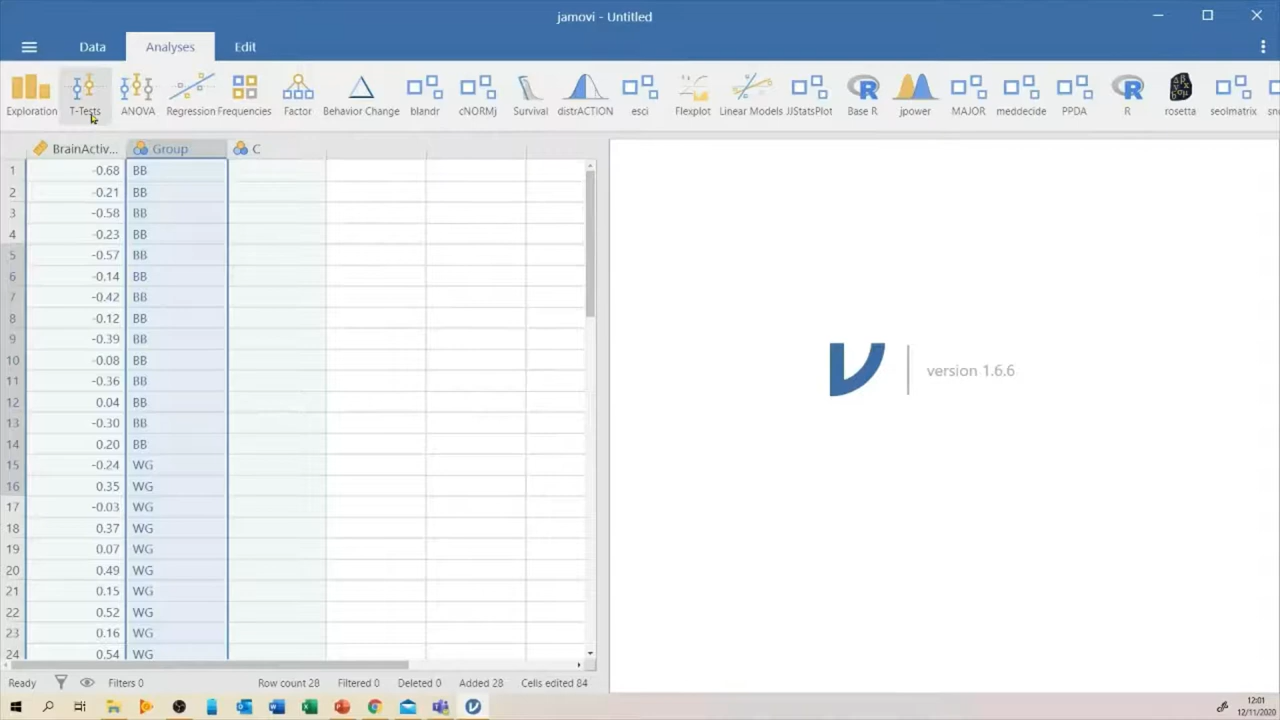 jamovi - Untitled
Data Analyses Edit
Exploration T-Tests ANOVA Regression Frequencies Factor Behavior Change blandr cNORMj Survival distrACTION esci Flexplot Linear Models JJStatsPlot Base R jpower MAJOR meddecide PPDA R rosetta seolmatrix
BrainActiv... Group C
1 -0.68 BB
2 -0.21 BB
3 -0.58 BB
4 -0.23 BB
5 -0.57 BB
6 -0.14 BB
7 -0.42 BB
8 -0.12 BB
9 -0.39 BB
10 -0.08 BB
11 -0.36 BB
12 0.04 BB
13 -0.30 BB
14 0.20 BB
15 -0.24 WG
16 0.35 WG
17 -0.03 WG
18 0.37 WG
19 0.07 WG
20 0.49 WG
21 0.15 WG
22 0.52 WG
23 0.16 WG
24 0.54 WG
version 1.6.6
Ready Filters 0 Row count 28 Filtered 0 Deleted 0 Added 28 Cells edited 84
12:01
12/11/2020